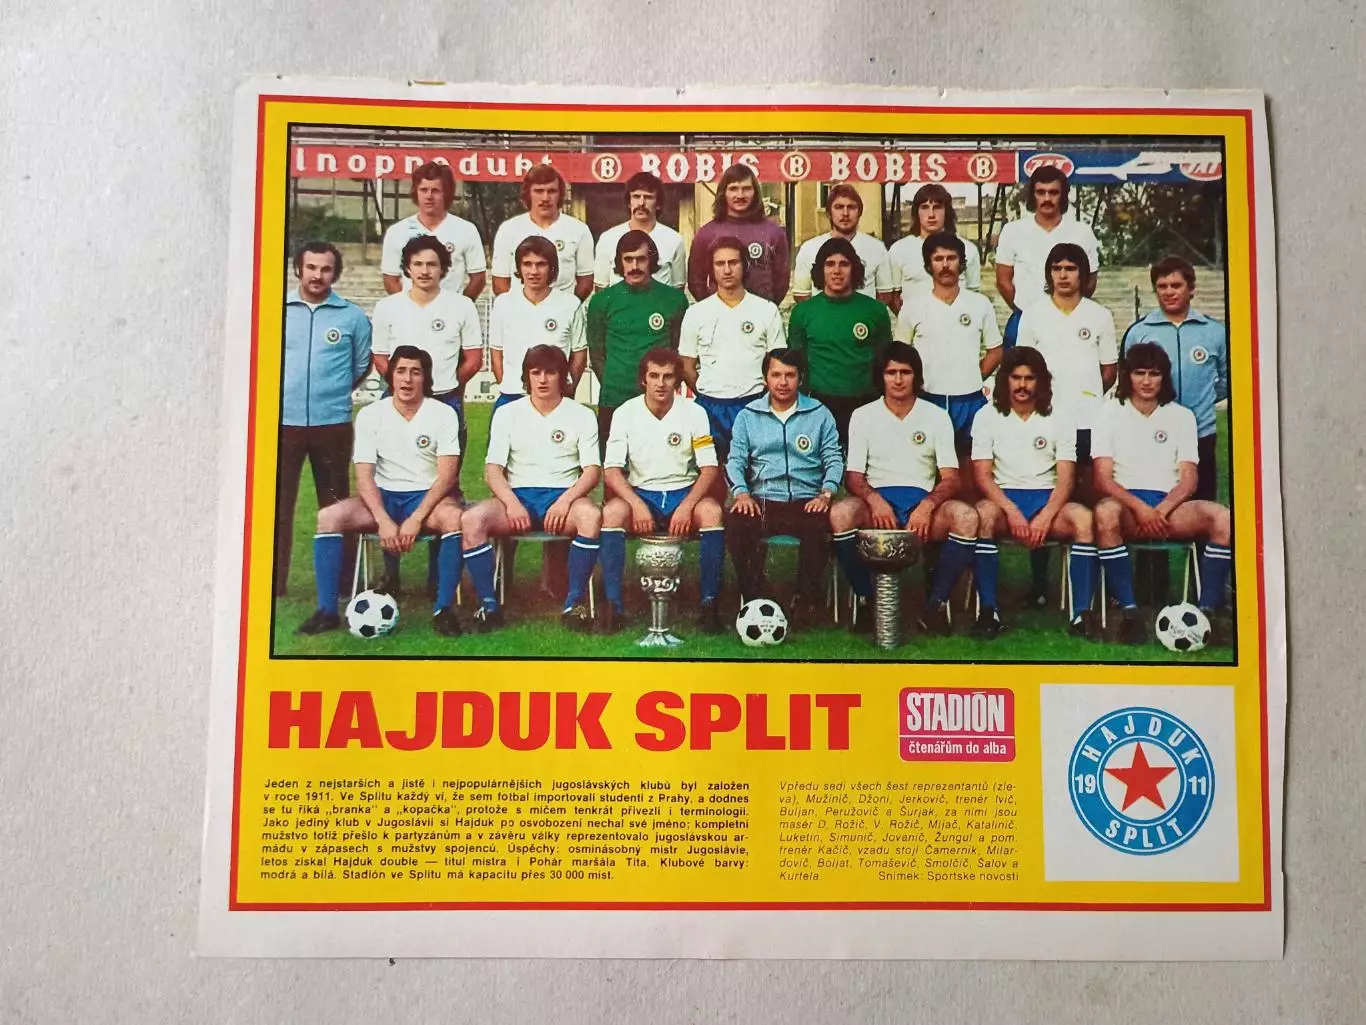 Inoprodukt B BOBIS B BOBIS B ZAT ZAT
HAJDUK SPLIT
STADIÓN
čtenářům do alba
HAJDUK
19 11
SPLIT
Jeden z nejstarších a jistě i nejpopulárnějších jugoslávských klubů byl založen
v roce 1911. Ve Splitu každý ví, že sem fotbal importovali studenti z Prahy, a dodnes
se tu říká „branka" a „kopačka", protože s míčem tenkrát přivezli i terminologii.
Jako jediný klub v Jugoslávii si Hajduk po osvobození nechal své jméno; kompletní
mužstvo totiž přešlo k partyzánům a v závěru války reprezentovalo jugoslávskou ar-
mádu v zápasech s mužstvy spojenců. Úspěchy: osminásobný mistr Jugoslávie,
letos získal Hajduk double — titul mistra i Pohár maršála Tita. Klubové barvy:
modrá a bílá. Stadión ve Splitu má kapacitu přes 30 000 míst.
Vpředu sedí všech šest reprezentantů (zle-
va), Mužinič, Džoni, Jerkovič, trenér Ivič,
Buljan, Peružovič a Šurjak, za nimi jsou
masér D. Rožič, V. Rožič, Mijač, Katalinič,
Luketin, Simunič, Jovanič, Žungul a pom.
trenér Kačič, vzadu stojí Čamernik, Milar-
dovič, Boljat, Tomaševič, Smolčič, Šalov a
Kurtela. Snímek: Sportske novosti